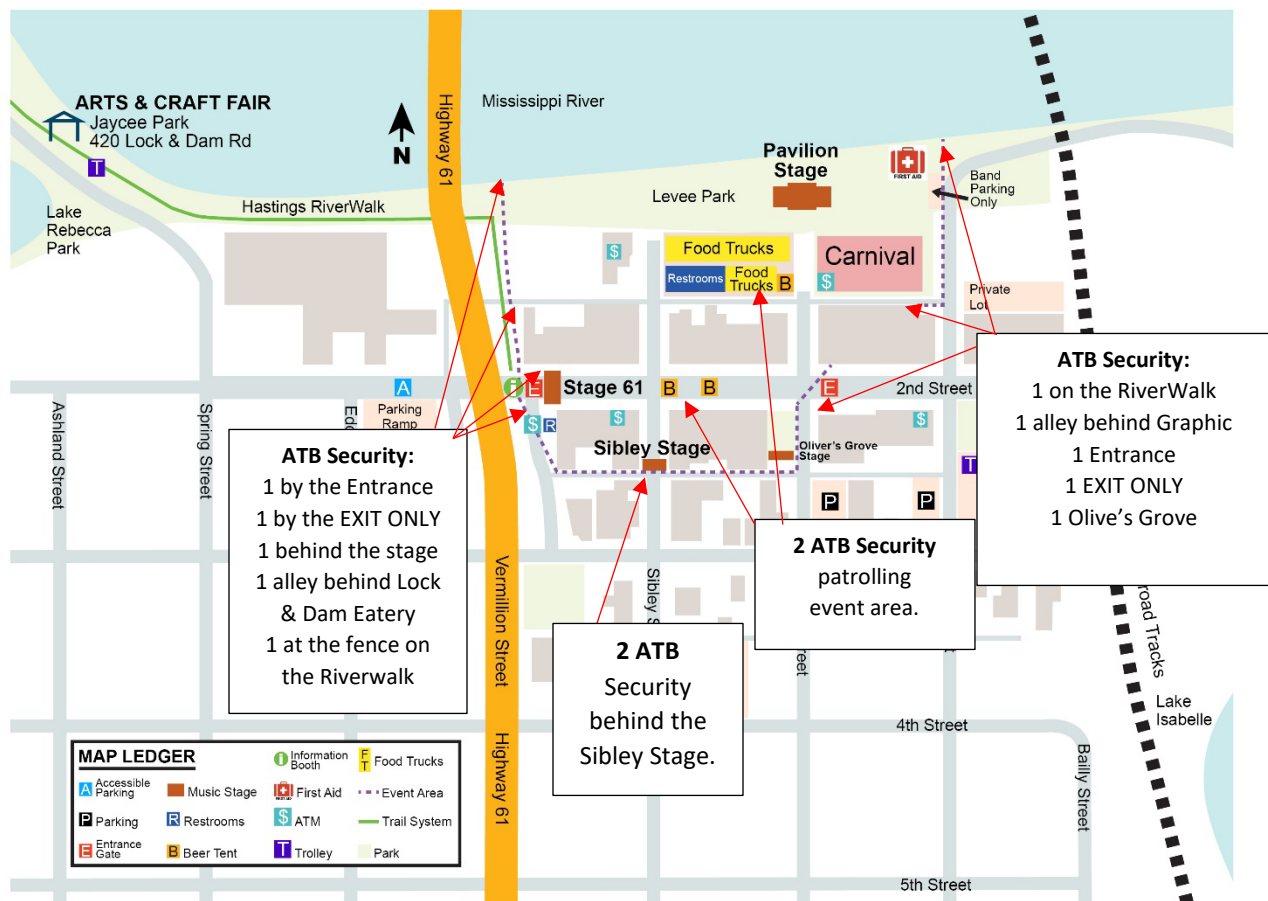 ARTS & CRAFT FAIR
Jaycee Park
420 Lock & Dam Rd
T
N
Highway 61
Mississippi River
Pavilion
Stage
FIRST AID
Band
Parking
Only
Levee Park
Hastings RiverWalk
Lake
Rebecca
Park
$
Food Trucks
Restrooms
Food
Trucks
B
Carnival
$
Private
Lot
A
i
E
Stage 61
B
B
E
2nd Street
Parking
Ramp
$
R
$
Sibley Stage
Oliver's Grove
Stage
$
T
P
P
Ashland Street
Spring Street
Vermillion Street
Highway 61
4th Street
5th Street
Bailly Street
Lake
Isabelle
ATB Security:
1 by the Entrance
1 by the EXIT ONLY
1 behind the stage
1 alley behind Lock
& Dam Eatery
1 at the fence on
the Riverwalk
2 ATB
Security
behind the
Sibley Stage.
2 ATB Security
patrolling
event area.
ATB Security:
1 on the RiverWalk
1 alley behind Graphic
1 Entrance
1 EXIT ONLY
1 Olive's Grove
MAP LEDGER
A Accessible Parking
P Parking
E Entrance Gate
Music Stage
R Restrooms
B Beer Tent
i Information Booth
FIRST AID First Aid
$ ATM
T Trolley
F T Food Trucks
Event Area
Trail System
Park